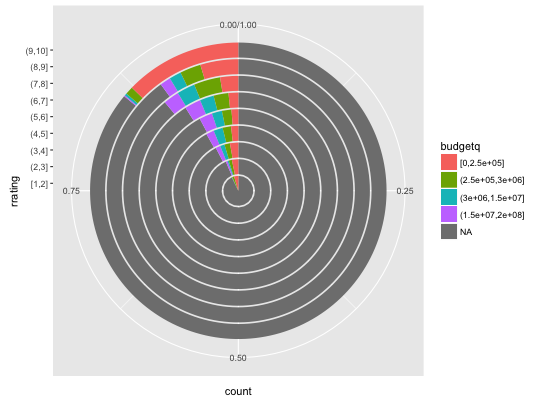 0.00/1.00
(9,10]
(8,9]
(7,8]
(6,7]
(5,6]
(4,5]
(3,4]
(2,3]
(1,2]
rrating
0.75
0.25
0.50
count
budgetq
[0,2.5e+05]
(2.5e+05,3e+06]
(3e+06,1.5e+07]
(1.5e+07,2e+08]
NA